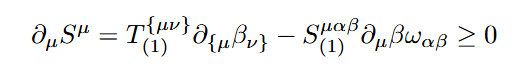 ∂_μ S^μ = T_{(1)}^{\{μν\}} ∂_{\{μ} β_{ν\}} − S_{(1)}^{μαβ} ∂_μ β ω_{αβ} ≥ 0